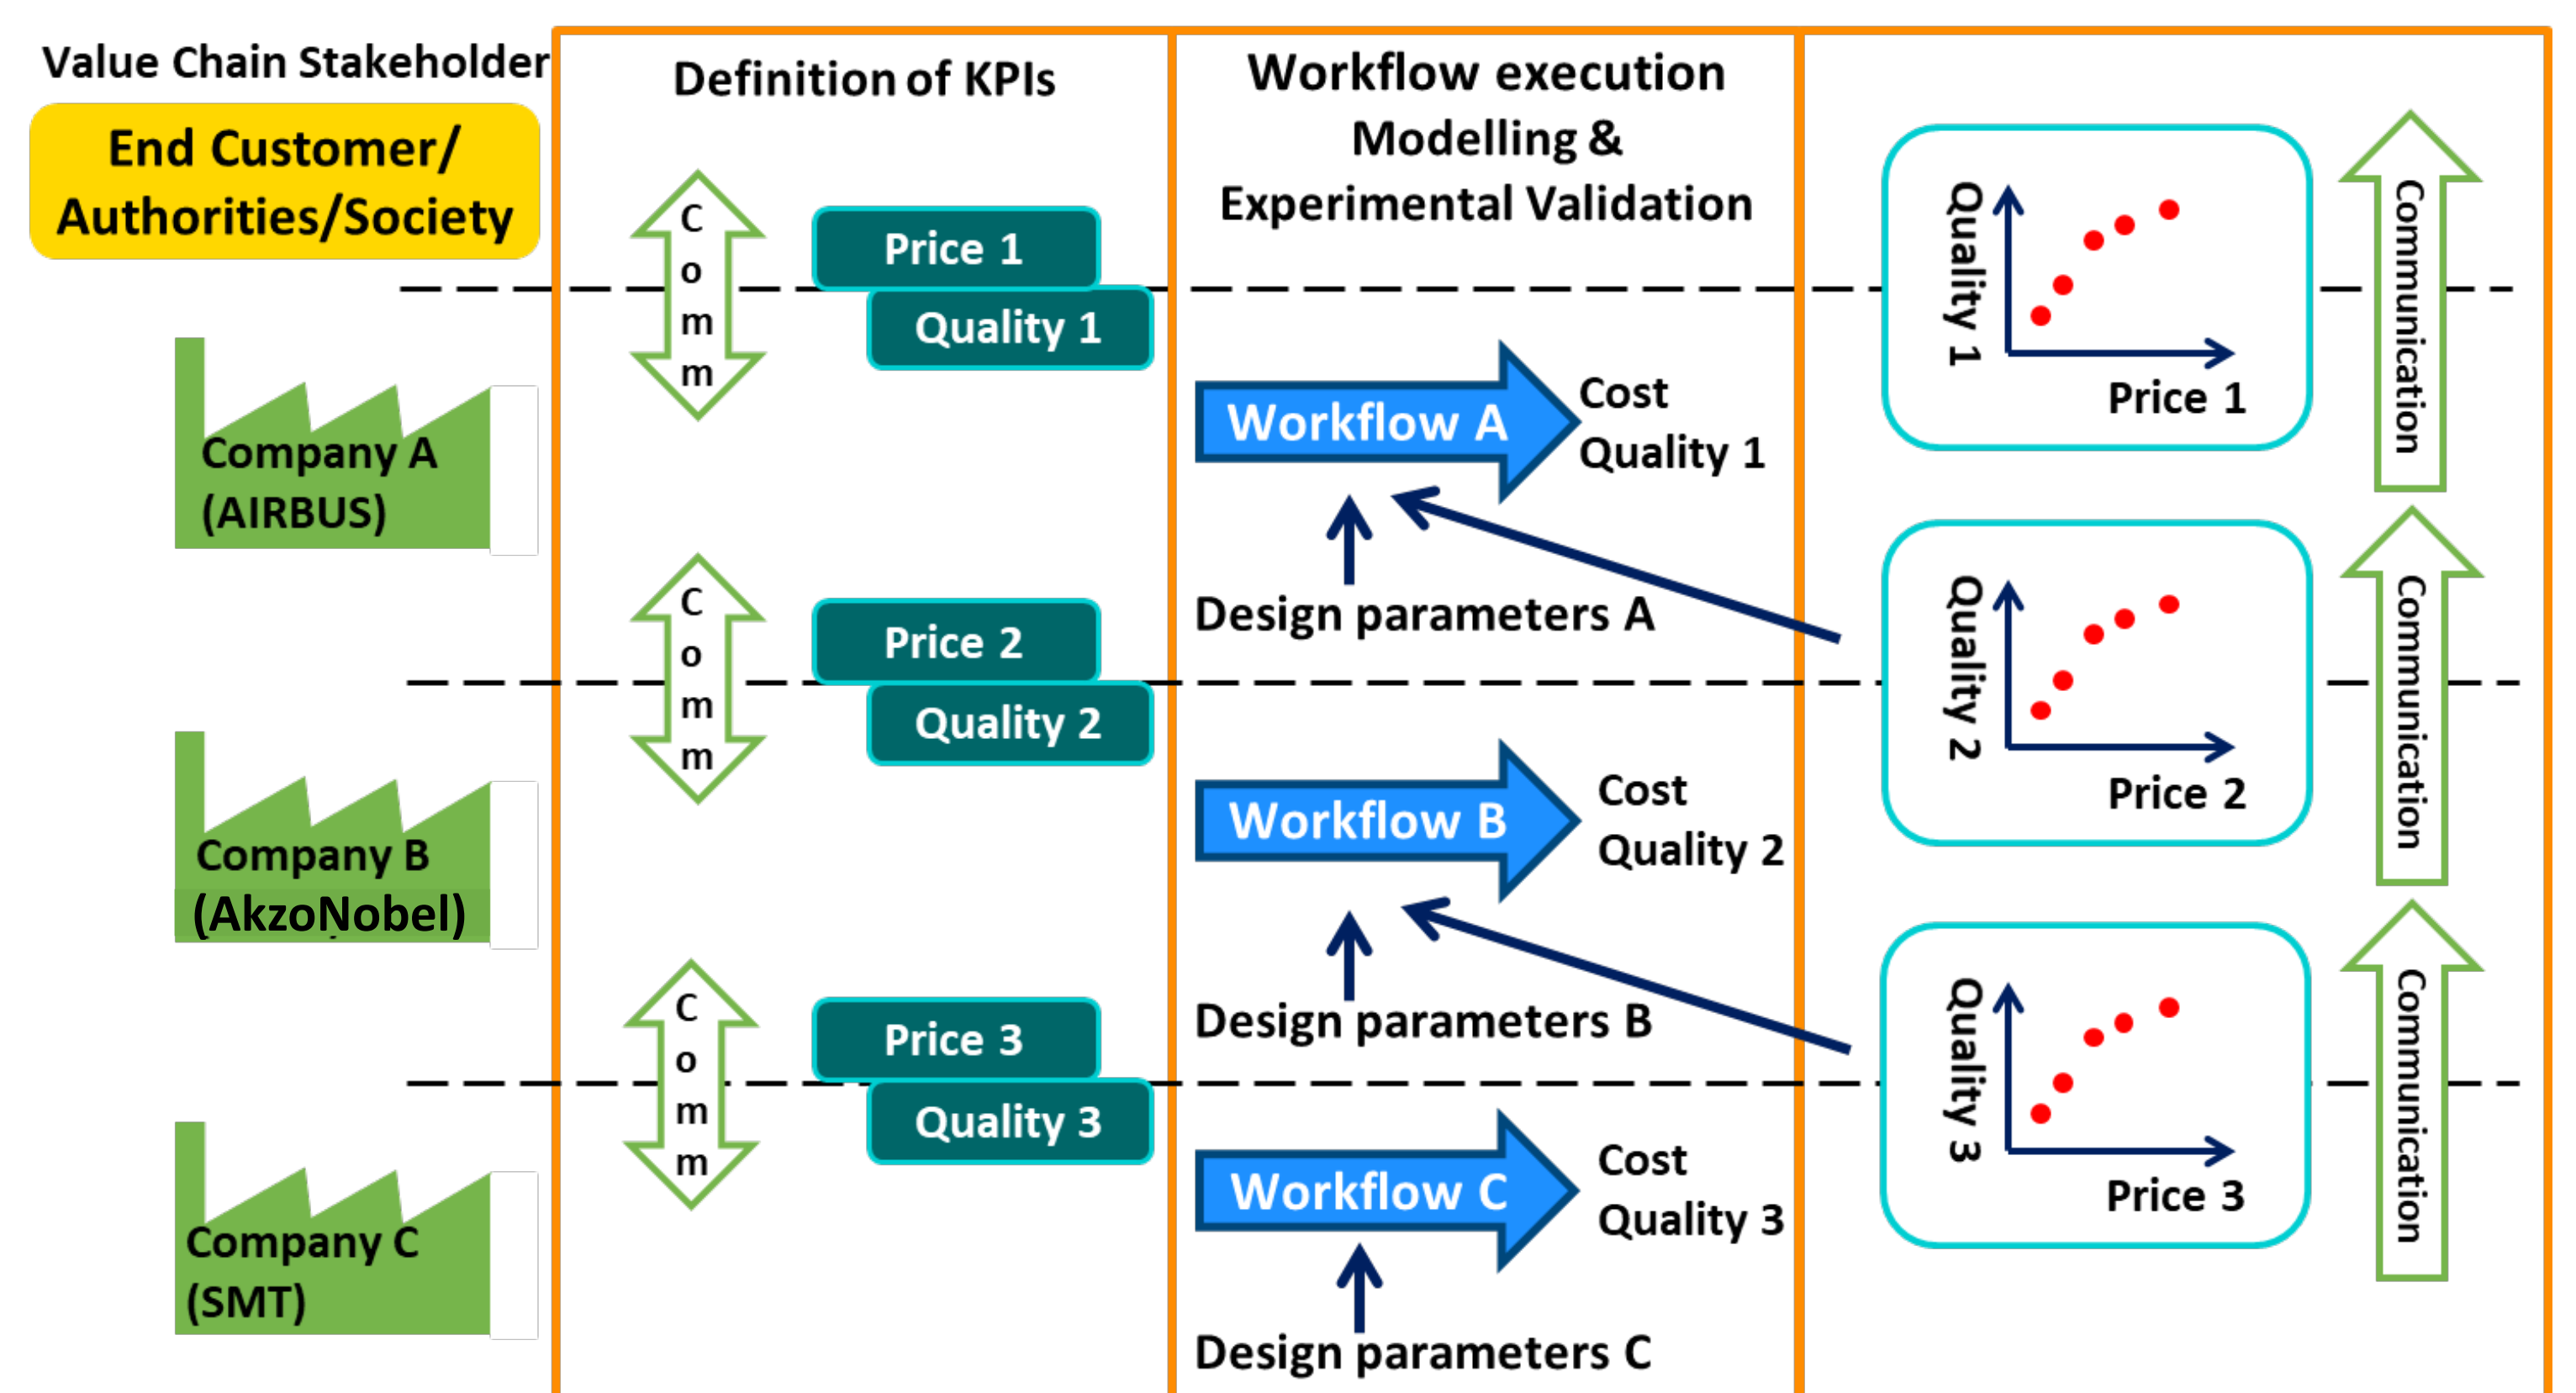 Value Chain Stakeholder
End Customer/
Authorities/Society
Company A
(AIRBUS)
Company B
(AkzoNobel)
Company C
(SMT)
Definition of KPIs
Comm
Price 1
Quality 1
Comm
Price 2
Quality 2
Comm
Price 3
Quality 3
Workflow execution
Modelling &
Experimental Validation
Workflow A
Cost
Quality 1
Design parameters A
Workflow B
Cost
Quality 2
Design parameters B
Workflow C
Cost
Quality 3
Design parameters C
Quality 1
Price 1
Communication
Quality 2
Price 2
Communication
Quality 3
Price 3
Communication